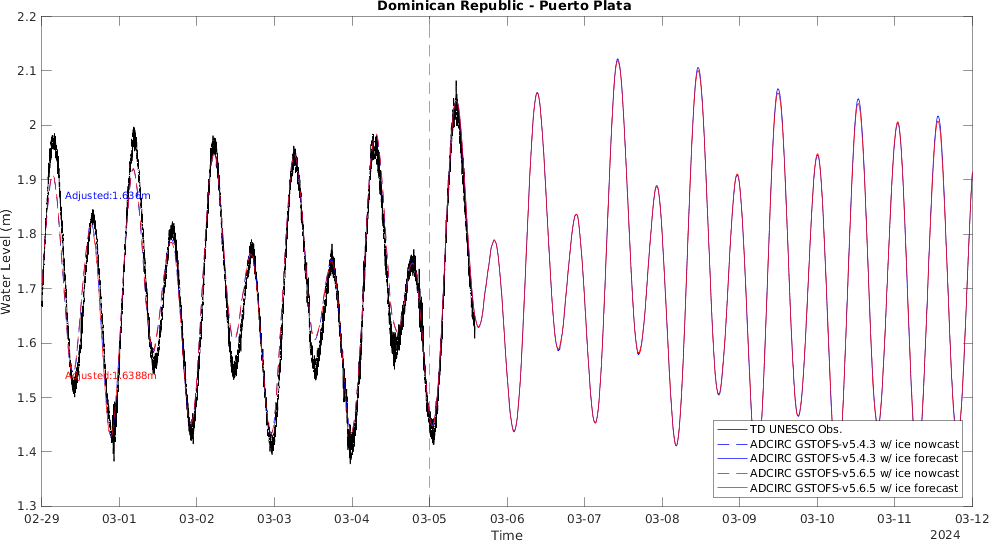 Dominican Republic - Puerto Plata
2.2
2.1
2
1.9
1.8
1.7
1.6
1.5
1.4
1.3
Water Level (m)
Adjusted:1.636m
Adjusted:1.6388m
TD UNESCO Obs.
ADCIRC GSTOFS-v5.4.3 w/ ice nowcast
ADCIRC GSTOFS-v5.4.3 w/ ice forecast
ADCIRC GSTOFS-v5.6.5 w/ ice nowcast
ADCIRC GSTOFS-v5.6.5 w/ ice forecast
02-29 03-01 03-02 03-03 03-04 03-05 03-06 03-07 03-08 03-09 03-10 03-11 03-12
Time
2024